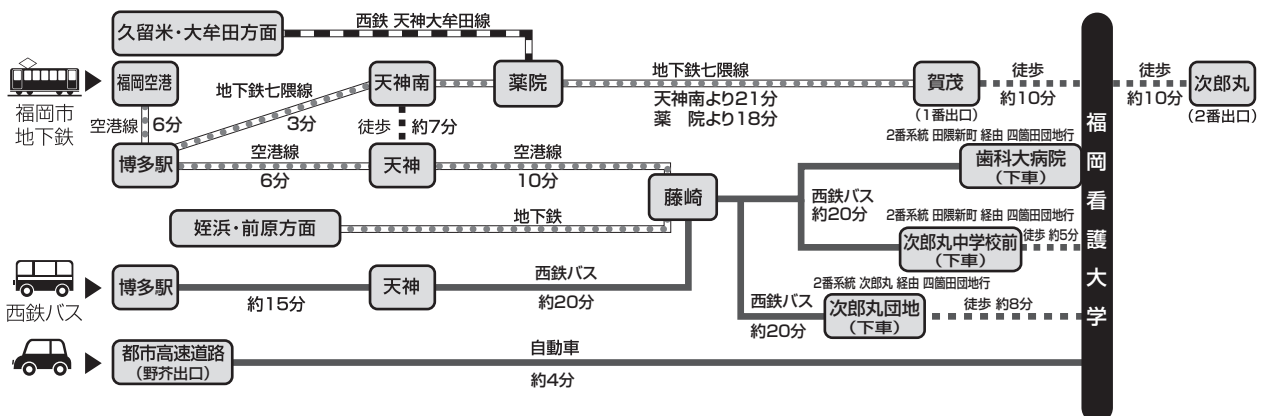 久留米・大牟田方面
西鉄 天神大牟田線
福岡市
地下鉄
福岡空港
空港線
6分
博多駅
地下鉄七隈線
3分
天神南
徒歩
約7分
薬院
地下鉄七隈線
天神南より21分
薬 院より18分
賀茂
(1番出口)
徒歩
約10分
徒歩
約10分
次郎丸
(2番出口)
空港線
6分
天神
空港線
10分
藤崎
姪浜・前原方面
地下鉄
2番系統 田隈新町 経由 四箇田団地行
歯科大病院
(下車)
西鉄バス
約20分
2番系統 田隈新町 経由 四箇田団地行
次郎丸中学校前
(下車)
徒歩 約5分
西鉄バス
博多駅
約15分
天神
西鉄バス
約20分
2番系統 次郎丸 経由 四箇田団地行
西鉄バス
約20分
次郎丸団地
(下車)
徒歩 約8分
都市高速道路
(野芥出口)
自動車
約4分
福岡看護大学